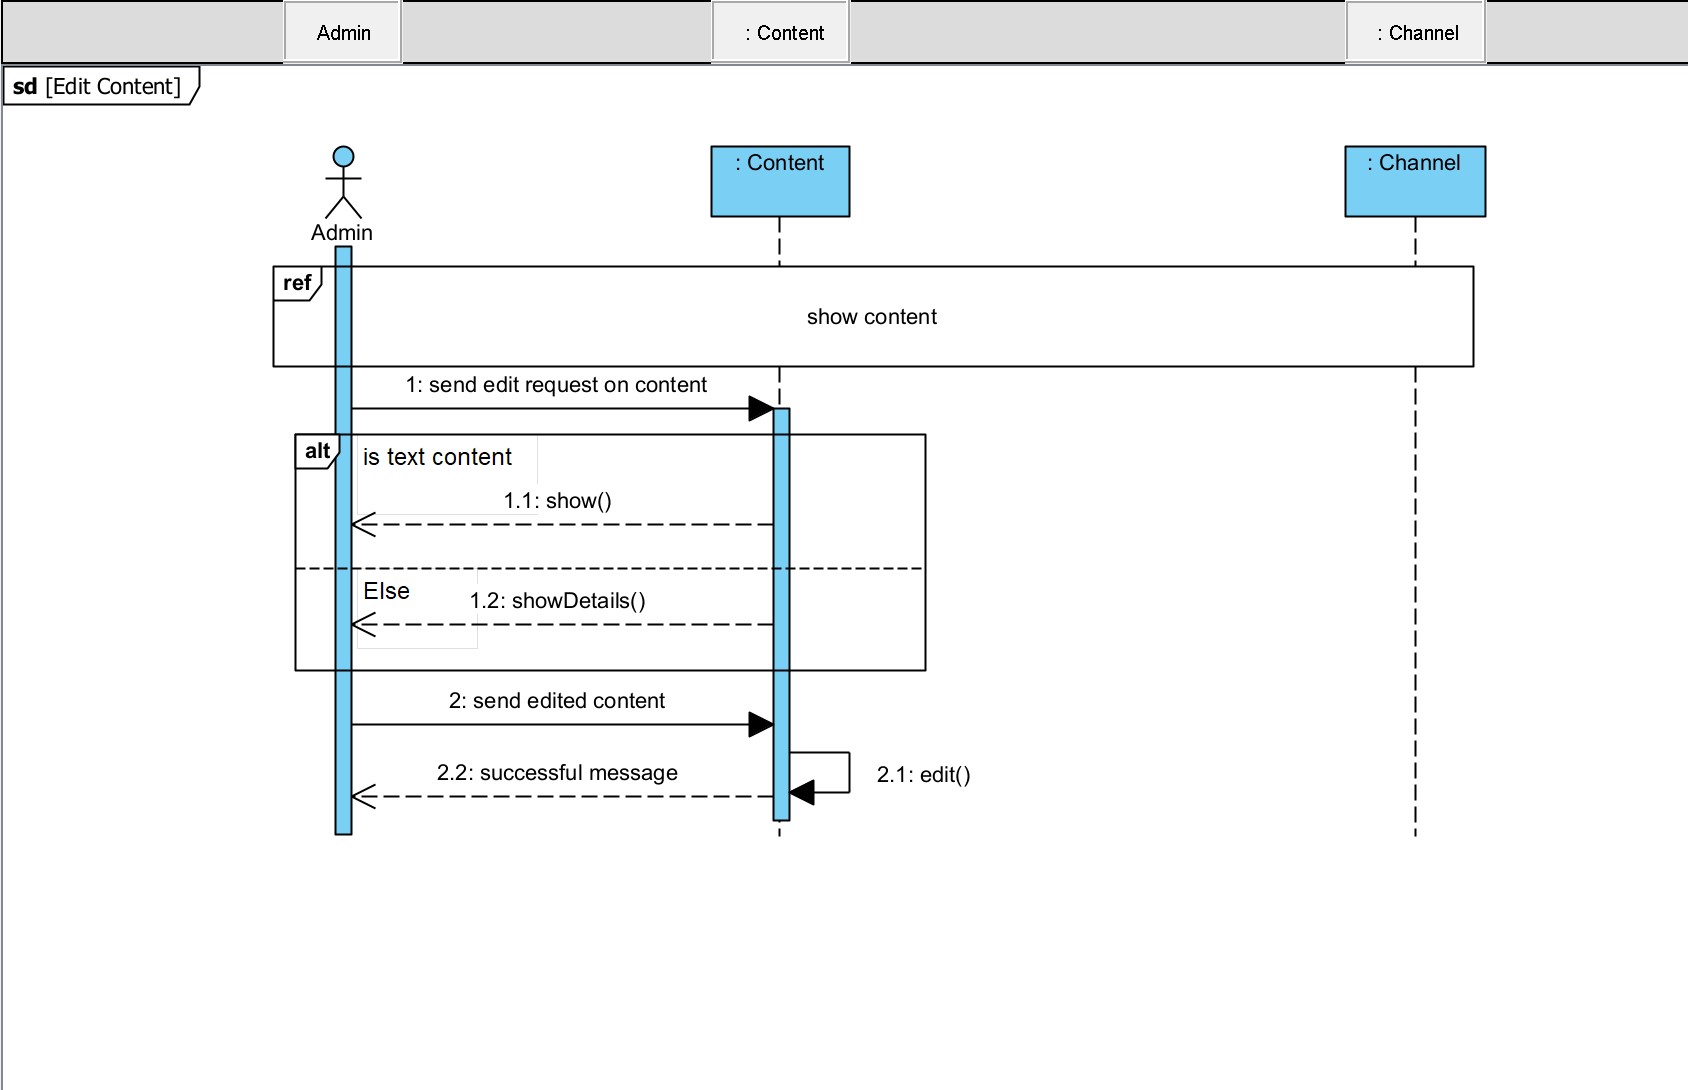 Admin
: Content
: Channel
sd [Edit Content]
: Content
: Channel
Admin
ref
show content
1: send edit request on content
alt
is text content
1.1: show()
Else
1.2: showDetails()
2: send edited content
2.2: successful message
2.1: edit()